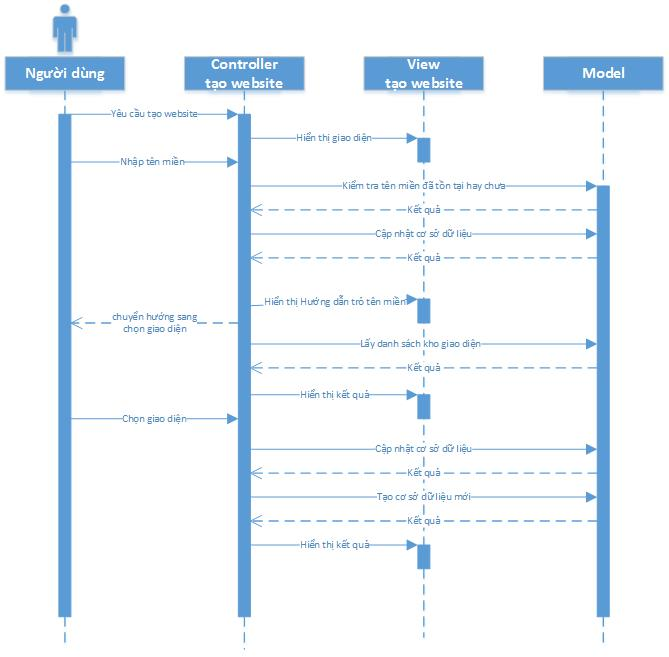 Người dùng
Controller
tạo website
View
tạo website
Model
Yêu cầu tạo website
Hiển thị giao diện
Nhập tên miền
Kiểm tra tên miền đã tồn tại hay chưa
Kết quả
Cập nhật cơ sở dữ liệu
Kết quả
Hiển thị Hướng dẫn trỏ tên miền
chuyển hướng sang
chọn giao diện
Lấy danh sách kho giao diện
Kết quả
Hiển thị kết quả
Chọn giao diện
Cập nhật cơ sở dữ liệu
Kết quả
Tạo cơ sở dữ liệu mới
Kết quả
Hiển thị kết quả